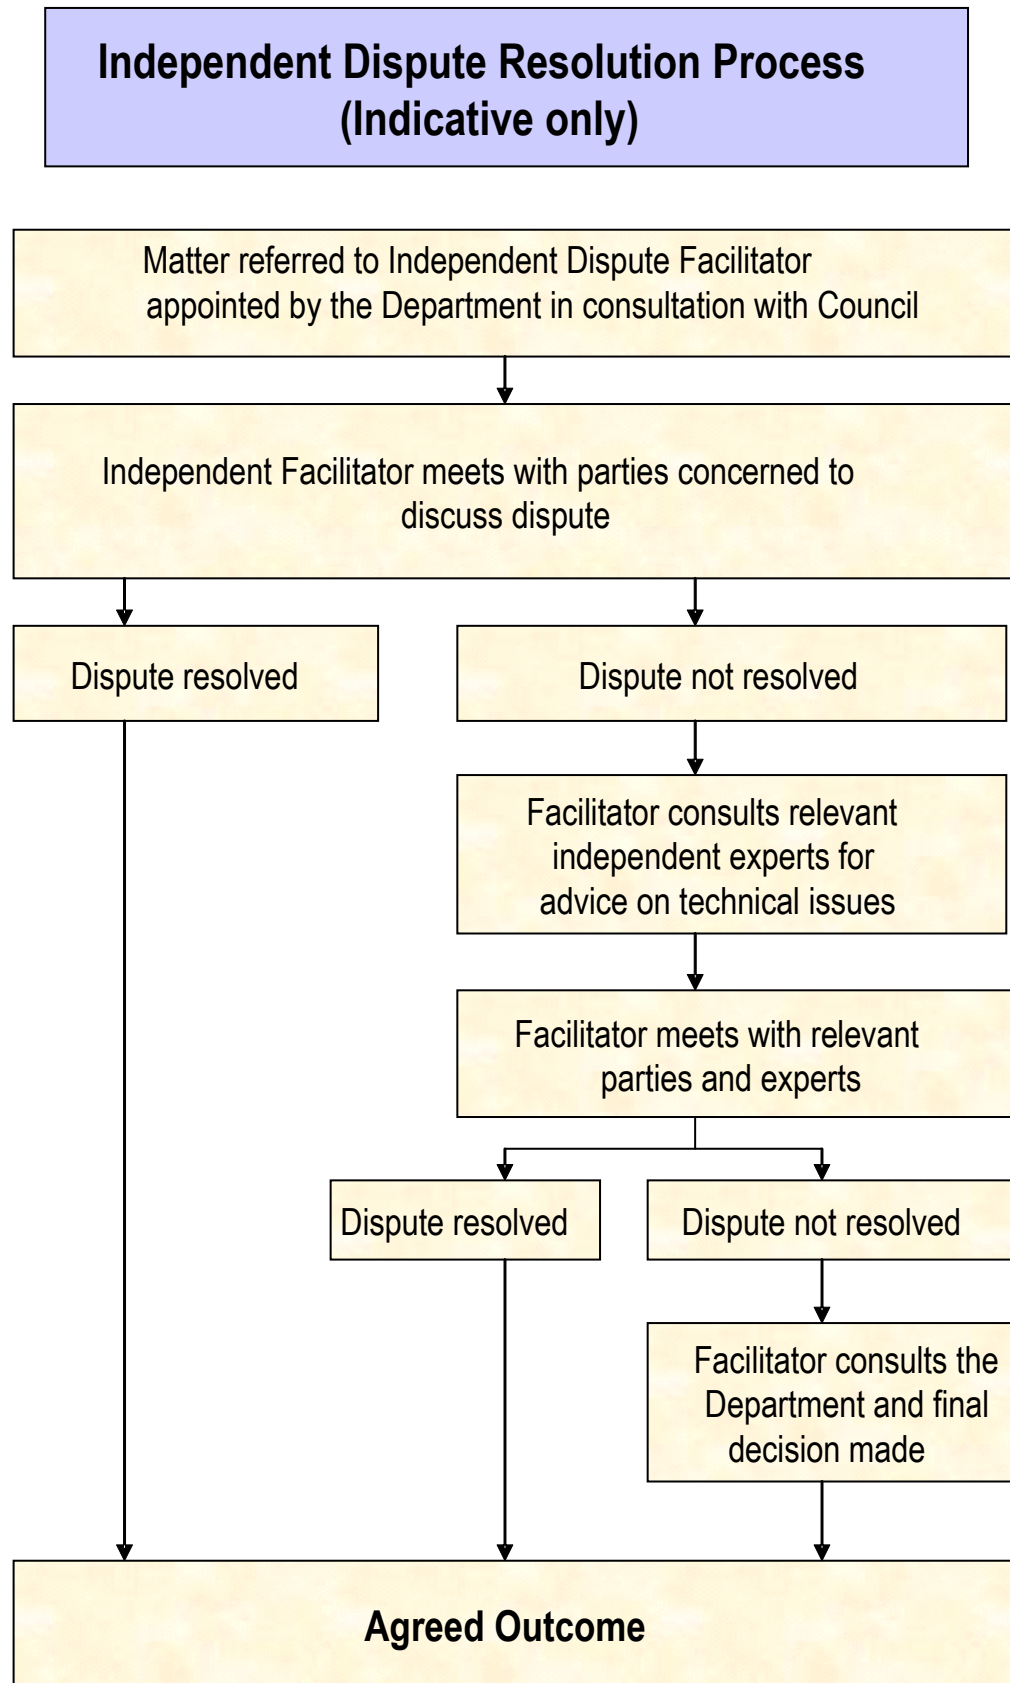 Independent Dispute Resolution Process
(Indicative only)
Matter referred to Independent Dispute Facilitator
appointed by the Department in consultation with Council
Independent Facilitator meets with parties concerned to
discuss dispute
Dispute resolved
Dispute not resolved
Facilitator consults relevant
independent experts for
advice on technical issues
Facilitator meets with relevant
parties and experts
Dispute resolved
Dispute not resolved
Facilitator consults the
Department and final
decision made
Agreed Outcome